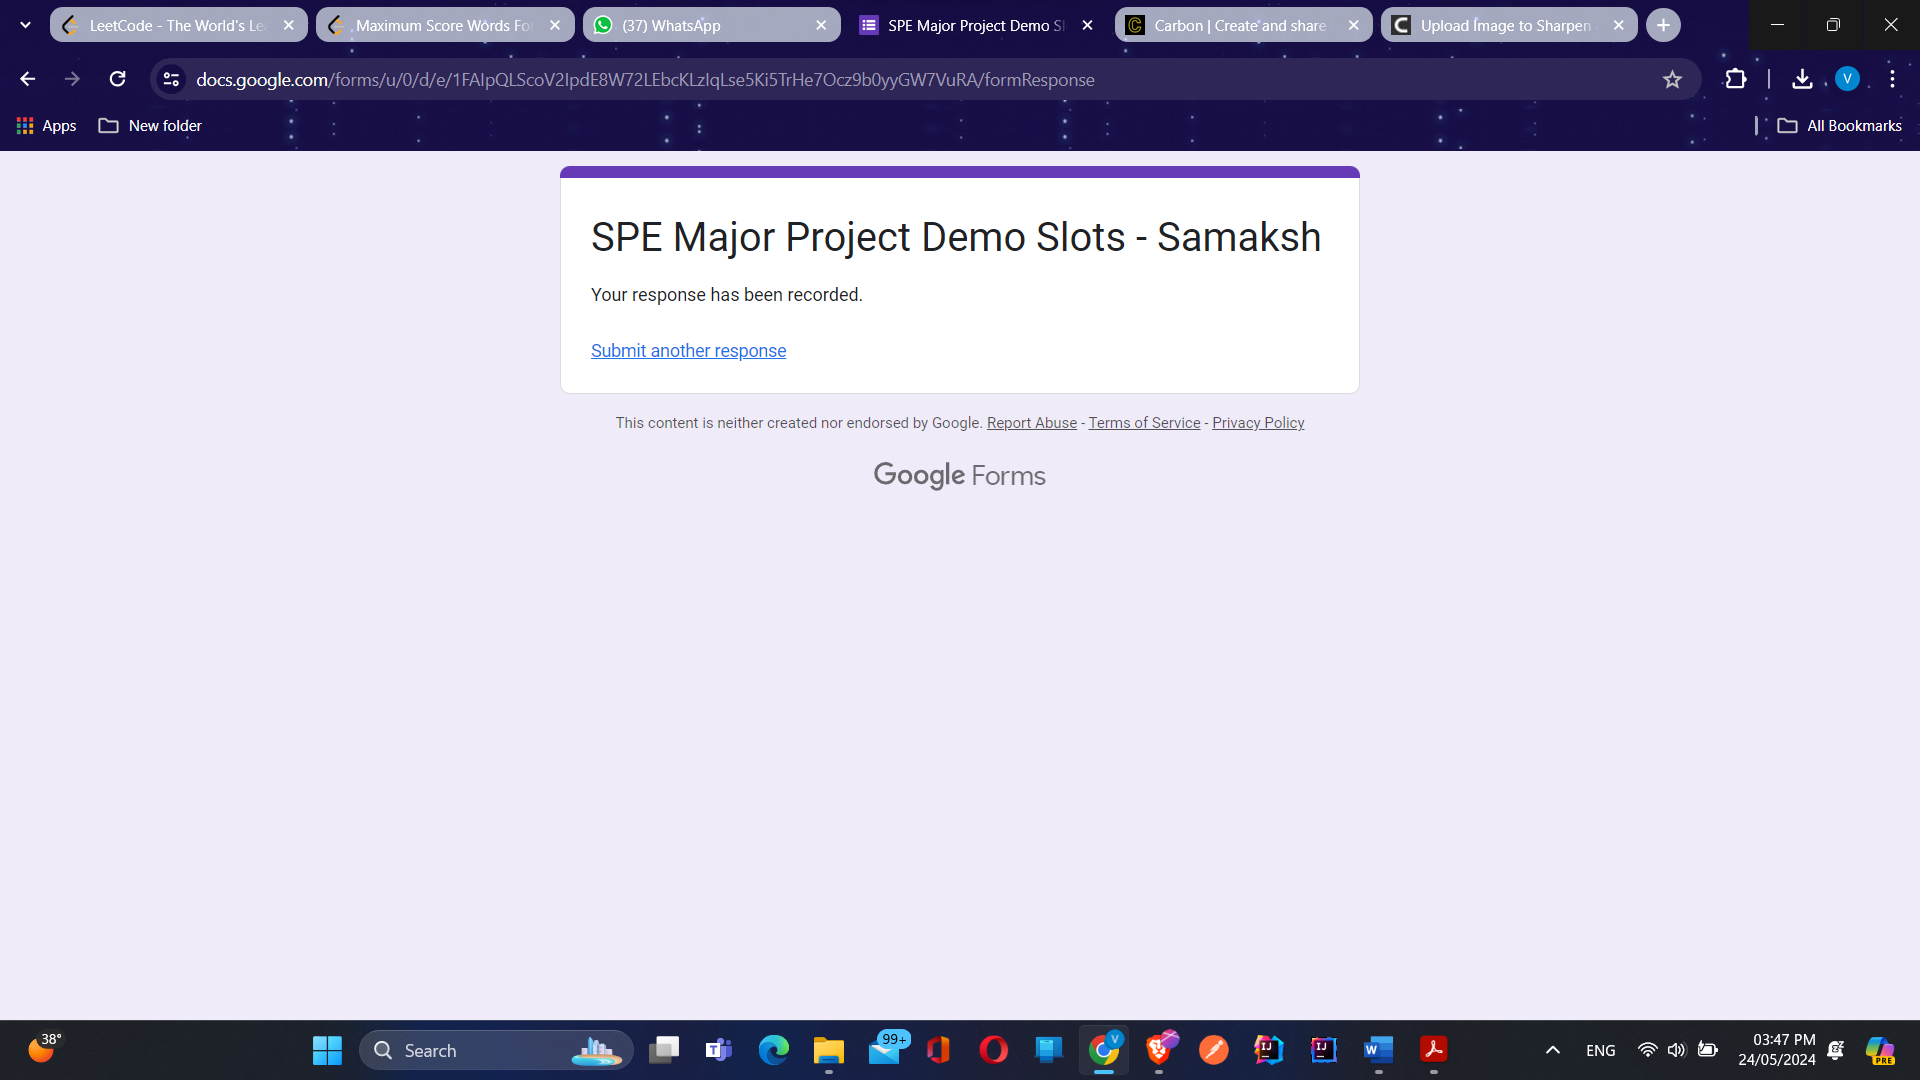 LeetCode - The World's Le
Maximum Score Words Fo
(37) WhatsApp
SPE Major Project Demo Sl
Carbon | Create and share
Upload Image to Sharpen
docs.google.com/forms/u/0/d/e/1FAIpQLScoV2IpdE8W72LEbcKLzIqLse5Ki5TrHe7Ocz9b0yyGW7VuRA/formResponse
V
Apps
New folder
All Bookmarks
SPE Major Project Demo Slots - Samaksh
Your response has been recorded.
Submit another response
This content is neither created nor endorsed by Google. Report Abuse - Terms of Service - Privacy Policy
Google Forms
38°
Search
99+
V
ENG
03:47 PM
24/05/2024
PRE